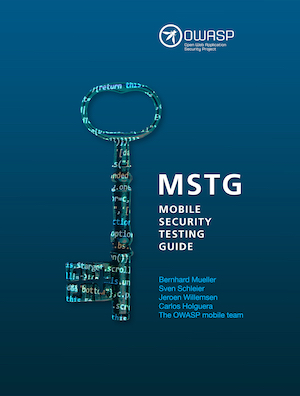 OWASP
Open Web Application
Security Project
MSTG
MOBILE
SECURITY
TESTING
GUIDE
Bernhard Mueller
Sven Schleier
Jeroen Willemsen
Carlos Holguera
The OWASP mobile team